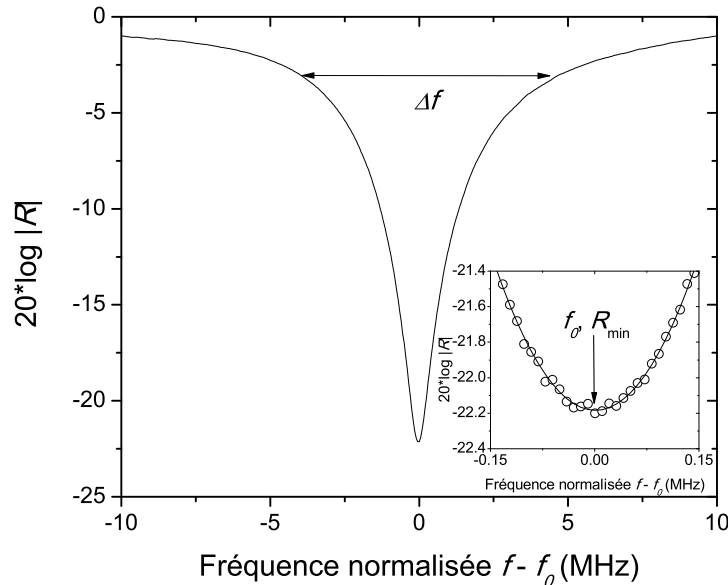 0
-5
-10
-15
-20
-25
20*log |R|
Δf
-21.4
-21.6
-21.8
-22.0
-22.2
-22.4
20*log |R|
f0, Rmin
-0.15 0.00 0.15
Fréquence normalisée f - f0 (MHz)
-10 -5 0 5 10
Fréquence normalisée f - f0 (MHz)